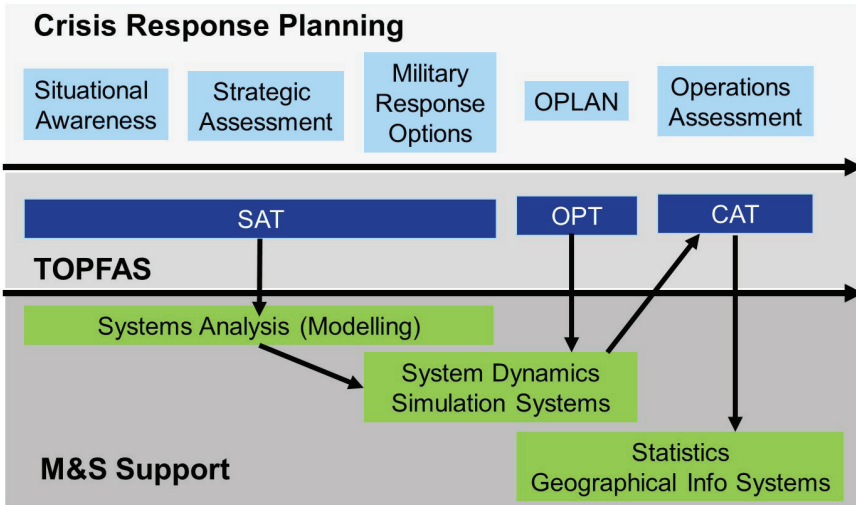 Crisis Response Planning
Situational
Awareness
Strategic
Assessment
Military
Response
Options
OPLAN
Operations
Assessment
SAT
OPT
CAT
TOPFAS
Systems Analysis (Modelling)
System Dynamics
Simulation Systems
Statistics
Geographical Info Systems
M&S Support